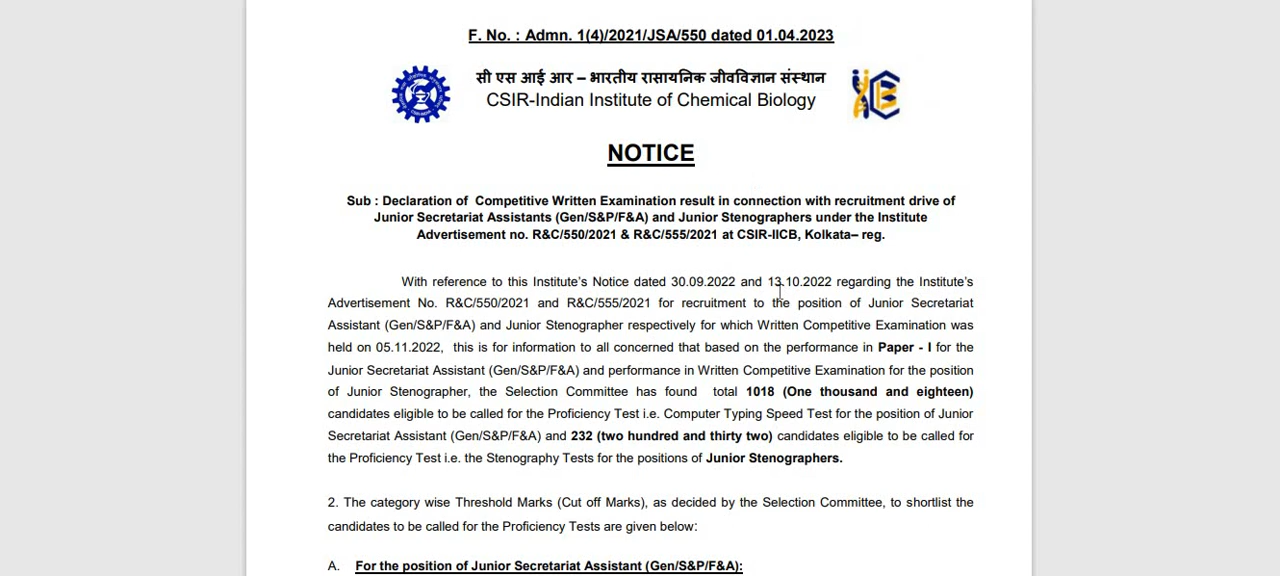 F. No. : Admn. 1(4)/2021/JSA/550 dated 01.04.2023
सी एस आई आर – भारतीय रासायनिक जीवविज्ञान संस्थान
CSIR-Indian Institute of Chemical Biology
NOTICE
Sub : Declaration of Competitive Written Examination result in connection with recruitment drive of
Junior Secretariat Assistants (Gen/S&P/F&A) and Junior Stenographers under the Institute
Advertisement no. R&C/550/2021 & R&C/555/2021 at CSIR-IICB, Kolkata– reg.
With reference to this Institute's Notice dated 30.09.2022 and 13.10.2022 regarding the Institute's
Advertisement No. R&C/550/2021 and R&C/555/2021 for recruitment to the position of Junior Secretariat
Assistant (Gen/S&P/F&A) and Junior Stenographer respectively for which Written Competitive Examination was
held on 05.11.2022, this is for information to all concerned that based on the performance in Paper - I for the
Junior Secretariat Assistant (Gen/S&P/F&A) and performance in Written Competitive Examination for the position
of Junior Stenographer, the Selection Committee has found total 1018 (One thousand and eighteen)
candidates eligible to be called for the Proficiency Test i.e. Computer Typing Speed Test for the position of Junior
Secretariat Assistant (Gen/S&P/F&A) and 232 (two hundred and thirty two) candidates eligible to be called for
the Proficiency Test i.e. the Stenography Tests for the positions of Junior Stenographers.
2. The category wise Threshold Marks (Cut off Marks), as decided by the Selection Committee, to shortlist the
candidates to be called for the Proficiency Tests are given below:
A. For the position of Junior Secretariat Assistant (Gen/S&P/F&A):